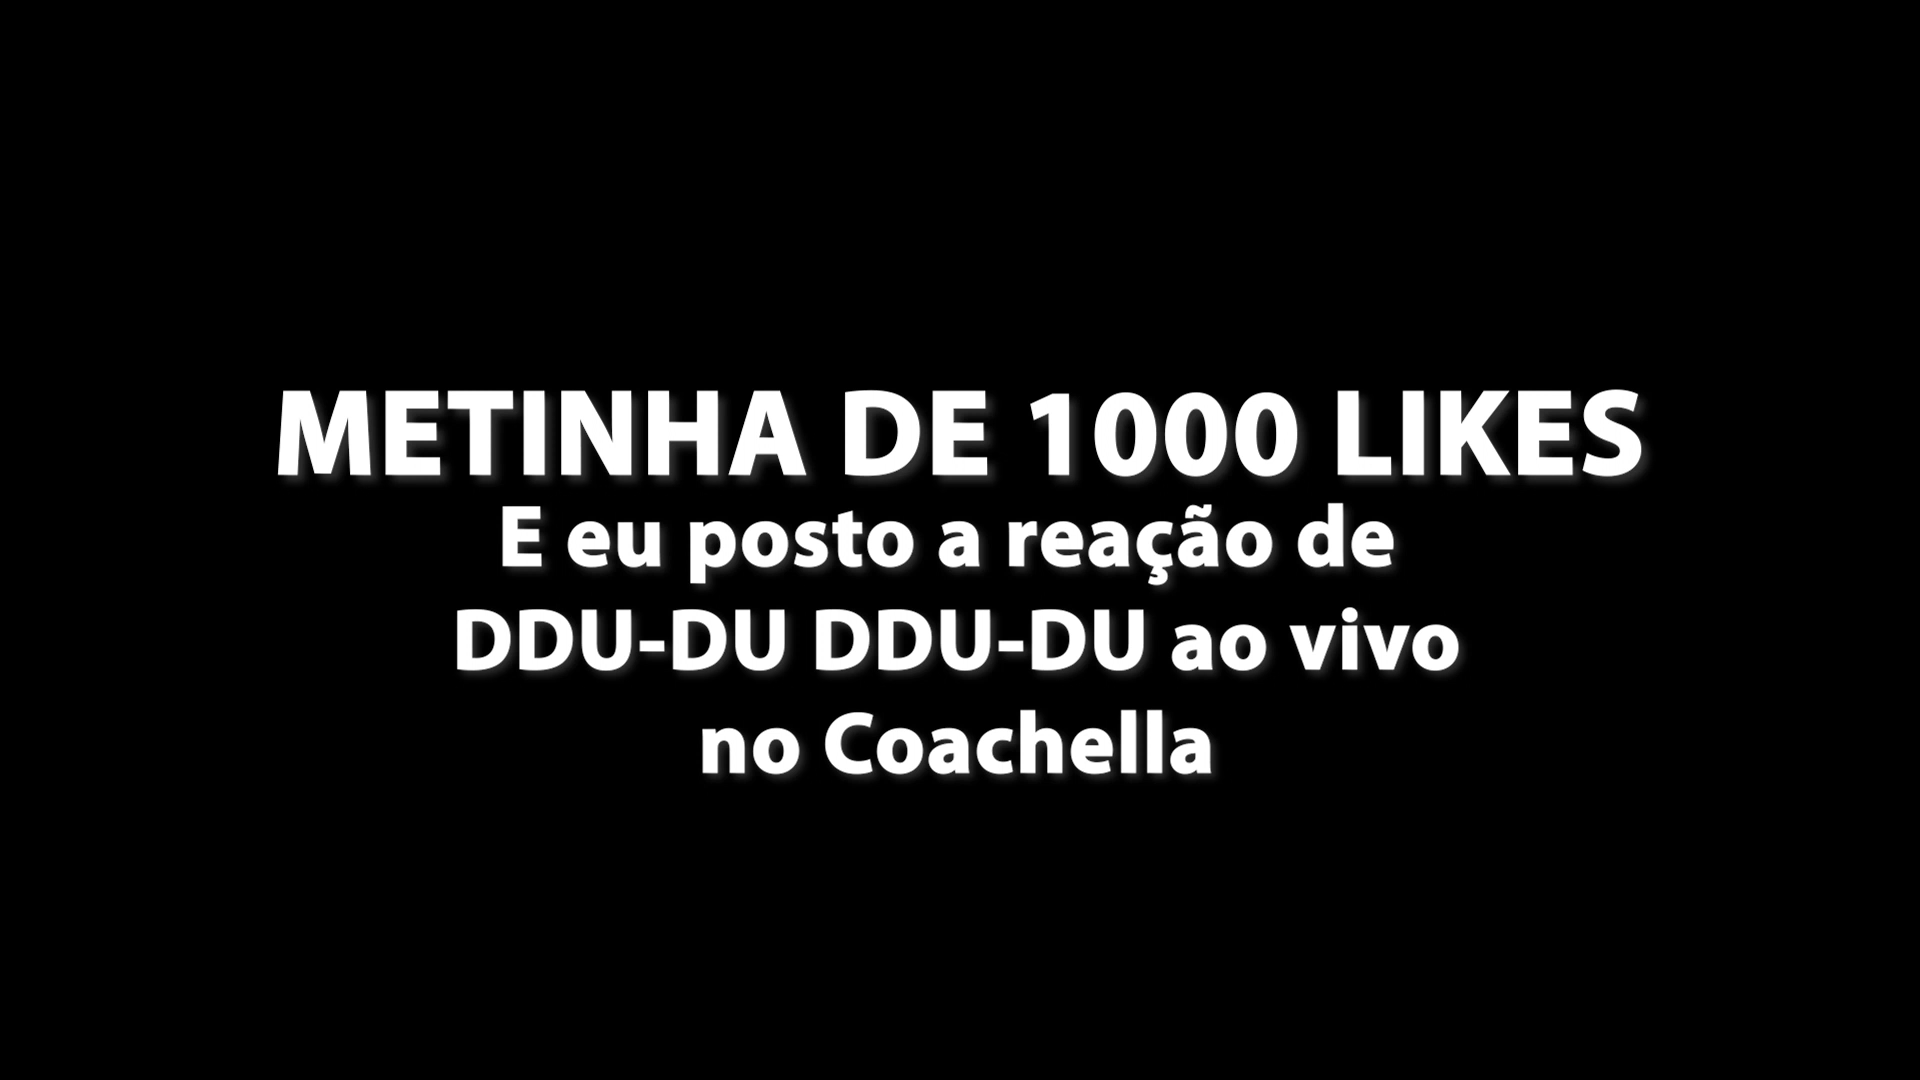 METINHA DE 1000 LIKES
E eu posto a reação de
DDU-DU DDU-DU ao vivo
no Coachella